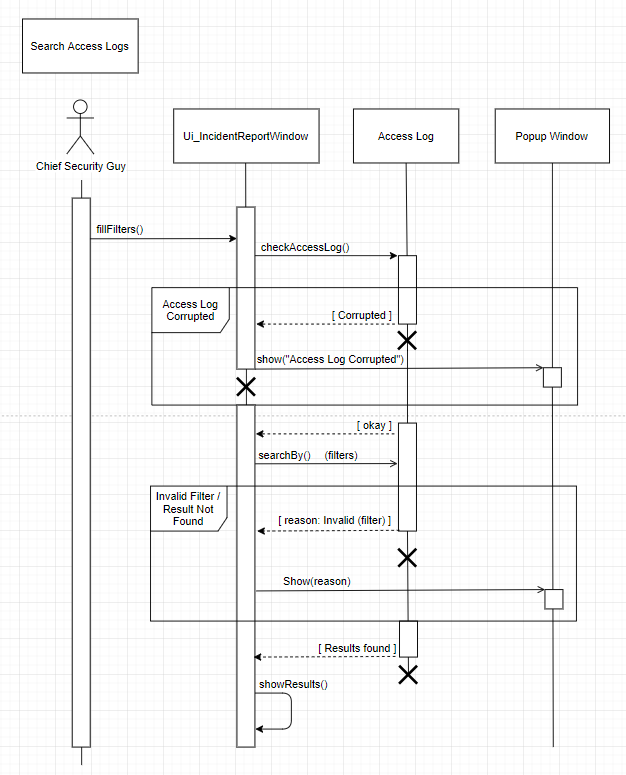 Search Access Logs
Chief Security Guy
Ui_IncidentReportWindow
Access Log
Popup Window
fillFilters()
checkAccessLog()
Access Log
Corrupted
[ Corrupted ]
show("Access Log Corrupted")
[ okay ]
searchBy() (filters)
Invalid Filter /
Result Not
Found
[ reason: Invalid (filter) ]
Show(reason)
[ Results found ]
showResults()